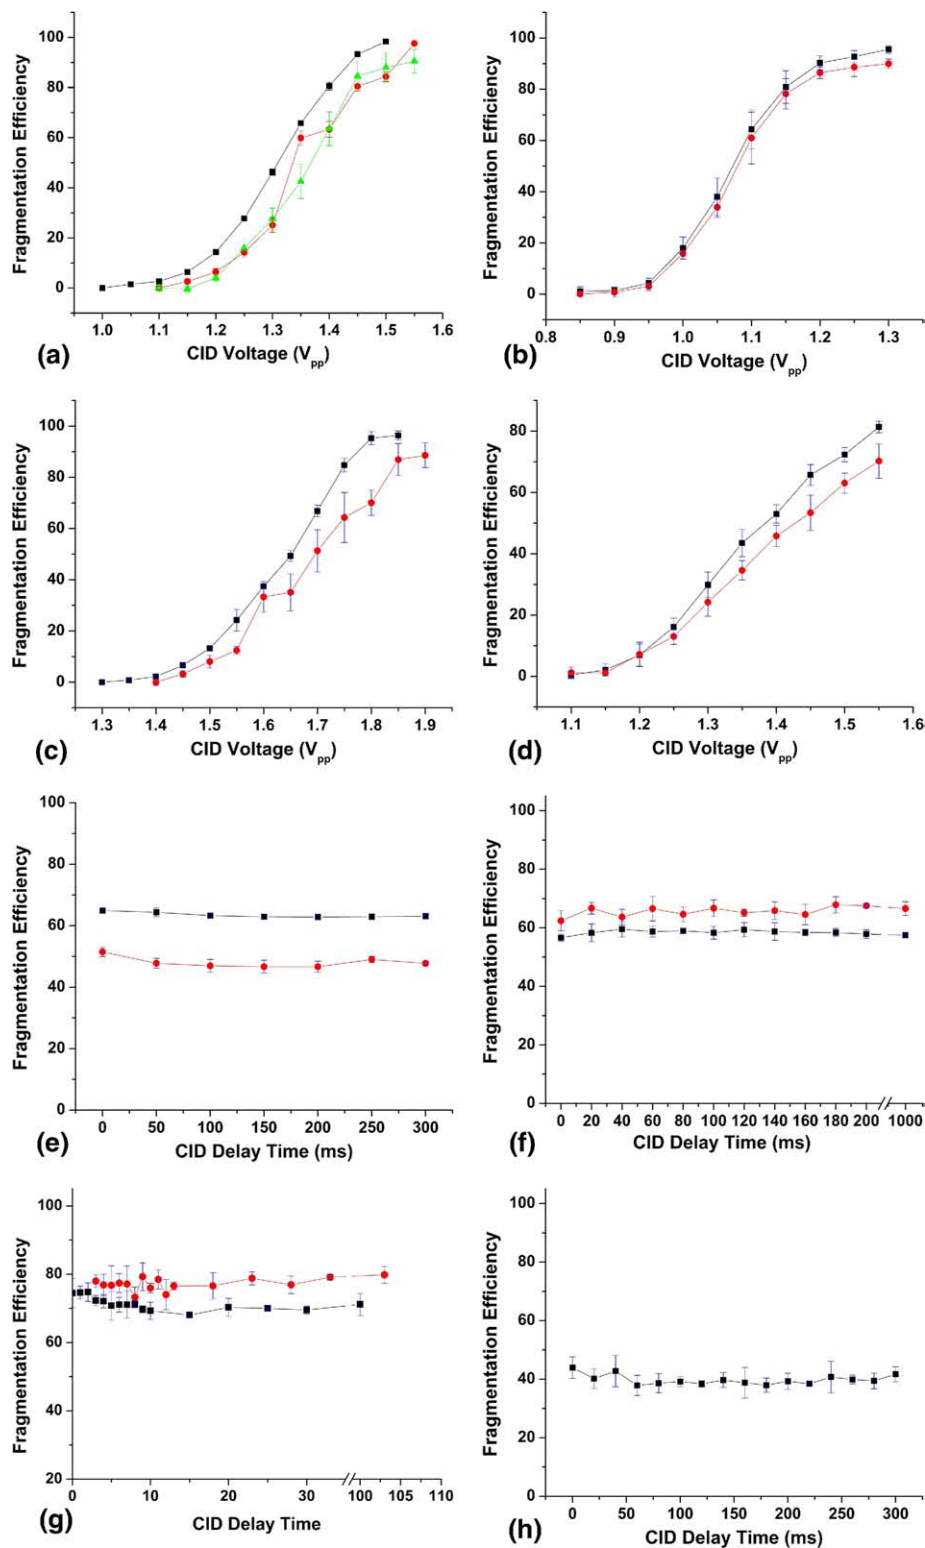 100
80
60
40
20
0
Fragmentation Efficiency
1.0 1.1 1.2 1.3 1.4 1.5 1.6
CID Voltage (Vpp)
(a)
100
80
60
40
20
0
Fragmentation Efficiency
0.8 0.9 1.0 1.1 1.2 1.3
CID Voltage (Vpp)
(b)
100
80
60
40
20
0
Fragmentation Efficiency
1.3 1.4 1.5 1.6 1.7 1.8 1.9
CID Voltage (Vpp)
(c)
80
60
40
20
0
Fragmentation Efficiency
1.1 1.2 1.3 1.4 1.5 1.6
CID Voltage (Vpp)
(d)
100
80
60
40
20
0
Fragmentation Efficiency
0 50 100 150 200 250 300
CID Delay Time (ms)
(e)
100
80
60
40
20
0
Fragmentation Efficiency
0 20 40 60 80 100 120 140 160 180 200 1000
CID Delay Time (ms)
(f)
100
80
60
40
20
Fragmentation Efficiency
0 10 20 30 100 105 110
CID Delay Time
(g)
100
80
60
40
20
0
Fragmentation Efficiency
0 50 100 150 200 250 300
CID Delay Time (ms)
(h)